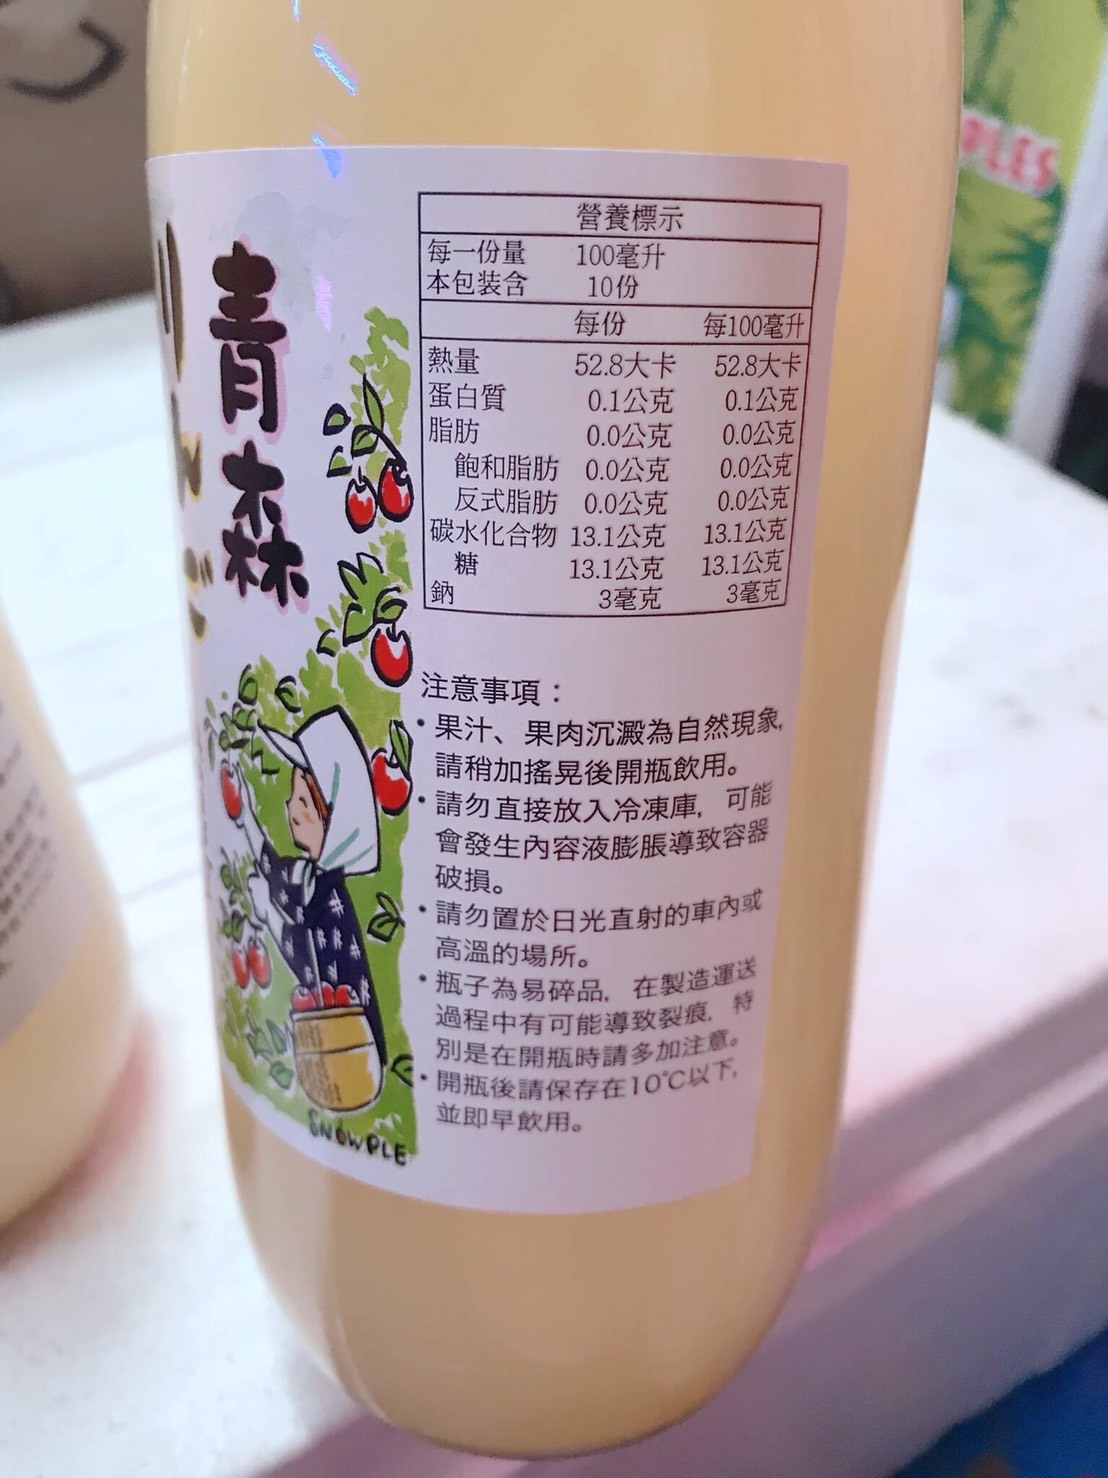 青森
りんご
營養標示
每一份量 100毫升
本包装含 10份
每份 每100毫升
熱量 52.8大卡 52.8大卡
蛋白質 0.1公克 0.1公克
脂肪 0.0公克 0.0公克
飽和脂肪 0.0公克 0.0公克
反式脂肪 0.0公克 0.0公克
碳水化合物 13.1公克 13.1公克
糖 13.1公克 13.1公克
鈉 3毫克 3毫克
注意事項：
•果汁、果肉沉澱為自然現象,
請稍加搖晃後開瓶飲用。
•請勿直接放入冷凍庫, 可能
會發生內容液膨脹導致容器
破損。
•請勿置於日光直射的車內或
高溫的場所。
•瓶子為易碎品, 在製造運送
過程中有可能導致裂痕, 特
別是在開瓶時請多加注意。
•開瓶後請保存在10℃以下,
並即早飲用。
SNOWPLE
PLES